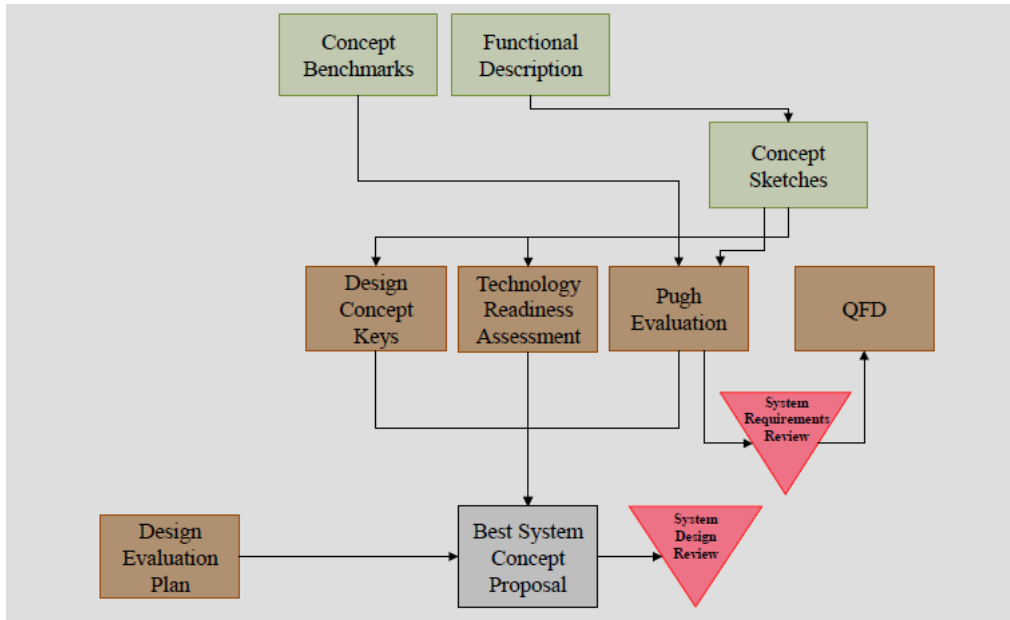 Concept
Benchmarks
Functional
Description
Concept
Sketches
Design
Concept
Keys
Technology
Readiness
Assessment
Pugh
Evaluation
QFD
System
Requirements
Review
Design
Evaluation
Plan
Best System
Concept
Proposal
System
Design
Review